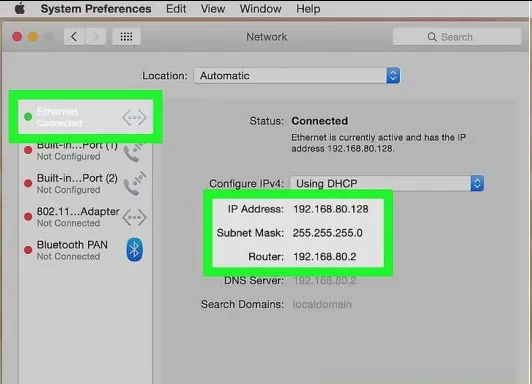 System Preferences Edit View Window Help
Network
Search
Location: Automatic
Ethernet
Connected
Built-in...Port (1)
Not Configured
Built-in...Port (2)
Not Configured
802.11...Adapter
Not Connected
Bluetooth PAN
Not Connected
Status: Connected
Ethernet is currently active and has the IP
address 192.168.80.128.
Configure IPv4: Using DHCP
IP Address: 192.168.80.128
Subnet Mask: 255.255.255.0
Router: 192.168.80.2
DNS Server: 192.168.80.2
Search Domains: localdomain